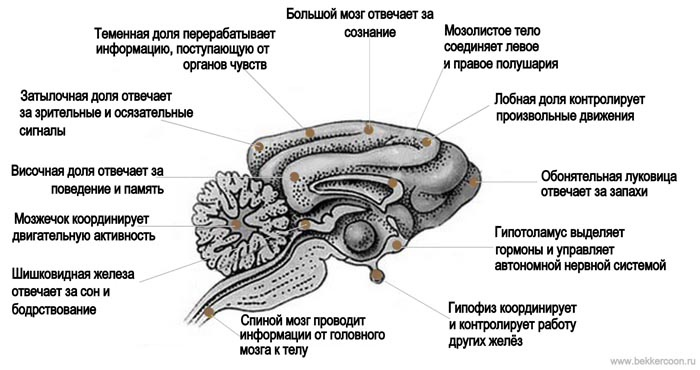 Большой мозг отвечает за
сознание
Теменная доля перерабатывает
информацию, поступающую от
органов чувств
Мозолистое тело
соединяет левое
и правое полушария
Затылочная доля отвечает
за зрительные и осязательные
сигналы
Лобная доля контролирует
произвольные движения
Височная доля отвечает за
поведение и память
Обонятельная луковица
отвечает за запахи
Мозжечок координирует
двигательную активность
Гипотоламус выделяет
гормоны и управляет
автономной нервной системой
Шишковидная железа
отвечает за сон и
бодрствование
Гипофиз координирует
и контролирует работу
других желёз
Спиной мозг проводит
информации от головного
мозга к телу
www.bekkercoon.ru